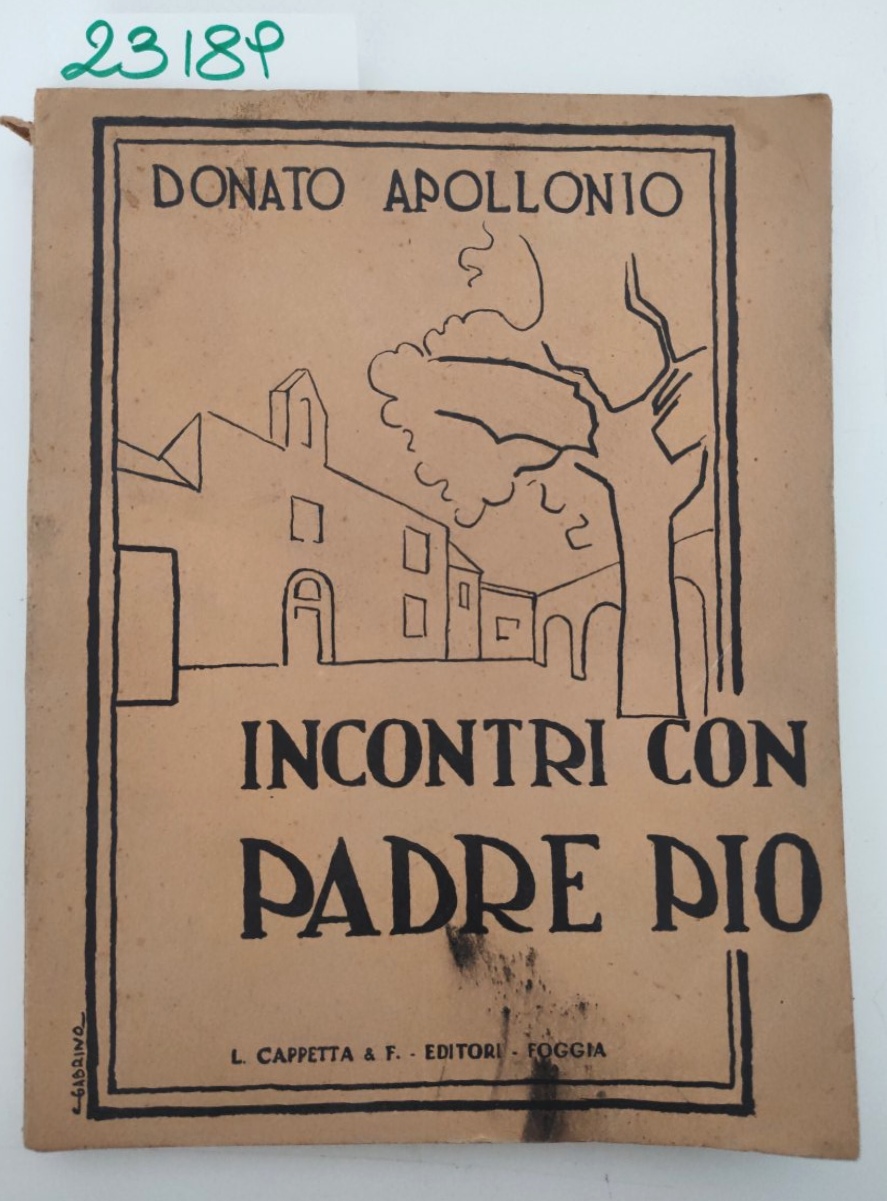 23189
DONATO APOLLONIO
INCONTRI CON
PADRE PIO
L. CAPPETTA & F. - EDITORI - FOGGIA
GABRINO